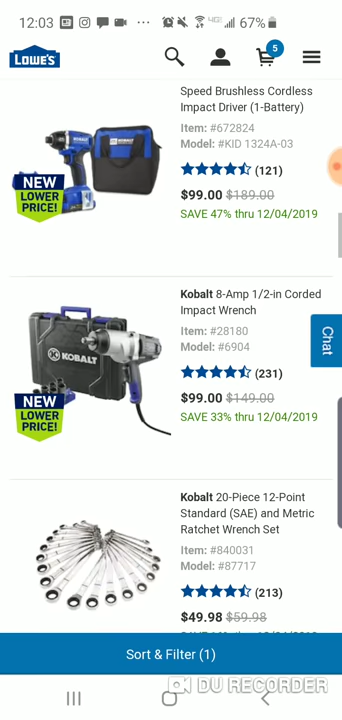 12:03
67%
LOWE'S
5
Speed Brushless Cordless
Impact Driver (1-Battery)
Item: #672824
Model: #KID 1324A-03
(121)
$99.00 $189.00
SAVE 47% thru 12/04/2019
NEW
LOWER
PRICE!
Kobalt 8-Amp 1/2-in Corded
Impact Wrench
Item: #28180
Model: #6904
(231)
$99.00 $149.00
SAVE 33% thru 12/04/2019
KOBALT
NEW
LOWER
PRICE!
Chat
Kobalt 20-Piece 12-Point
Standard (SAE) and Metric
Ratchet Wrench Set
Item: #840031
Model: #87717
(213)
$49.98 $59.98
Sort & Filter (1)
DU RECORDER